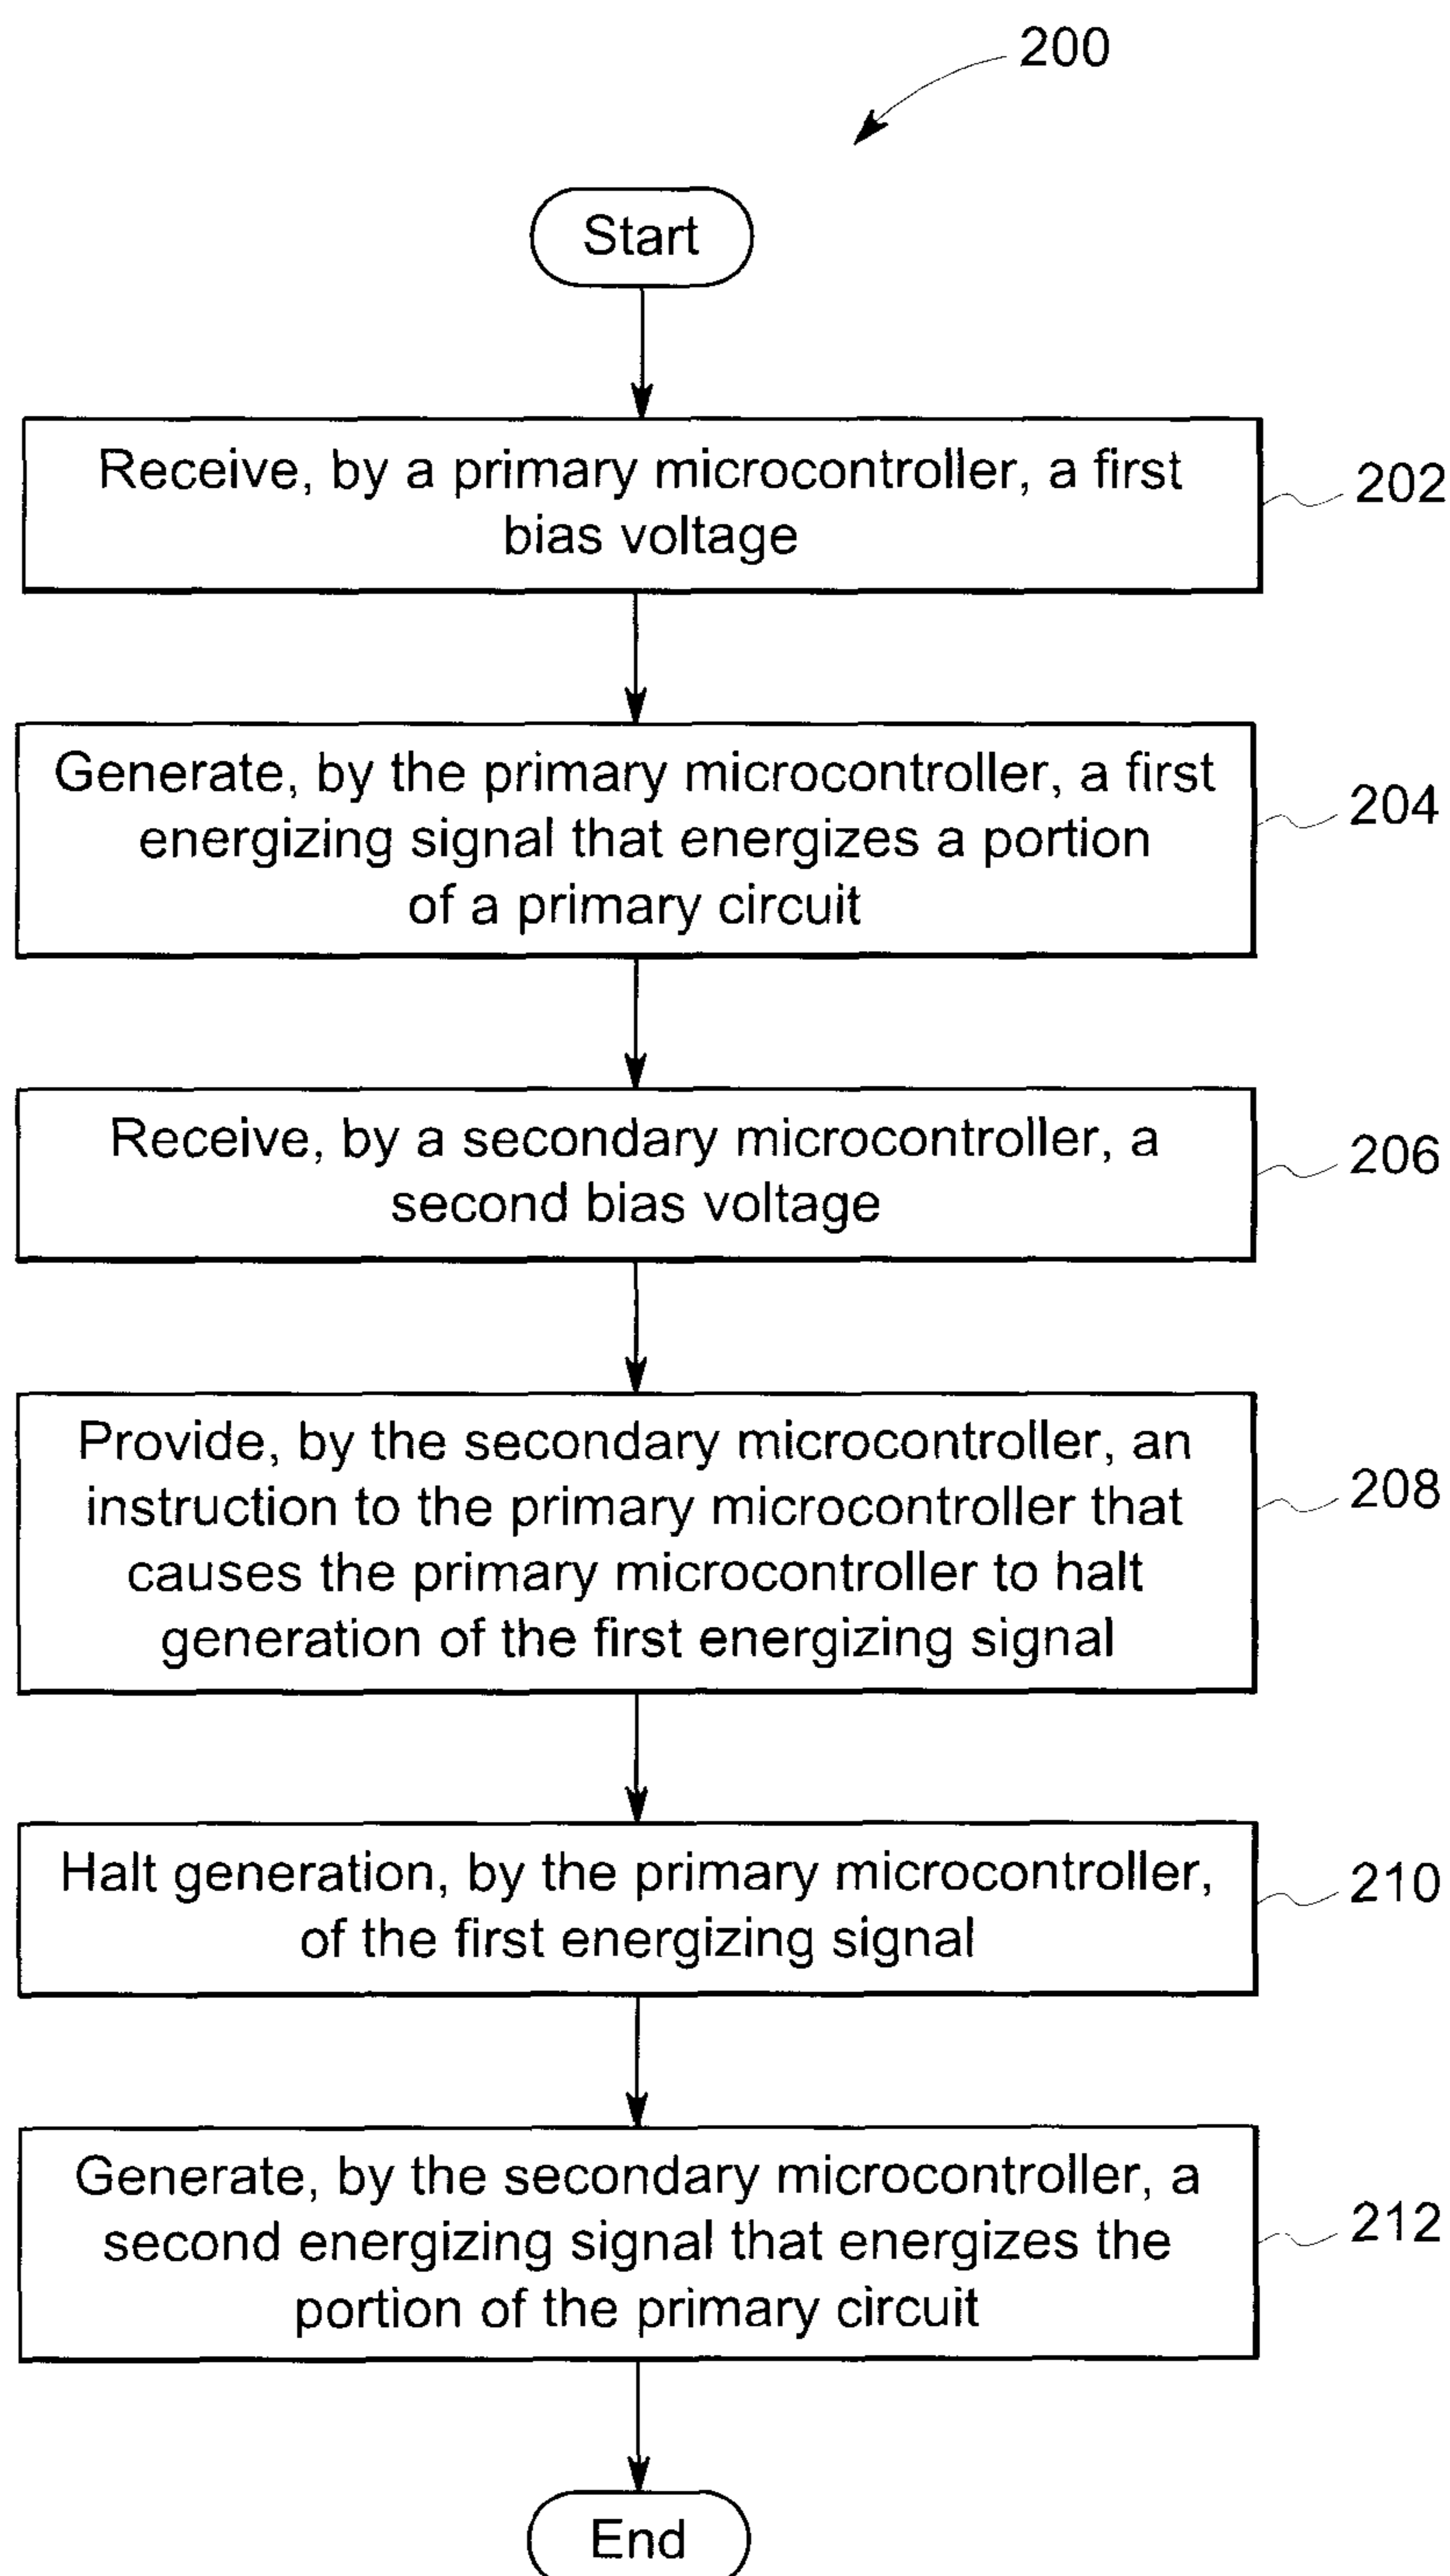 200
Start
Receive, by a primary microcontroller, a first
bias voltage
202
Generate, by the primary microcontroller, a first
energizing signal that energizes a portion
of a primary circuit
204
Receive, by a secondary microcontroller, a
second bias voltage
206
Provide, by the secondary microcontroller, an
instruction to the primary microcontroller that
causes the primary microcontroller to halt
generation of the first energizing signal
208
Halt generation, by the primary microcontroller,
of the first energizing signal
210
Generate, by the secondary microcontroller, a
second energizing signal that energizes the
portion of the primary circuit
212
End